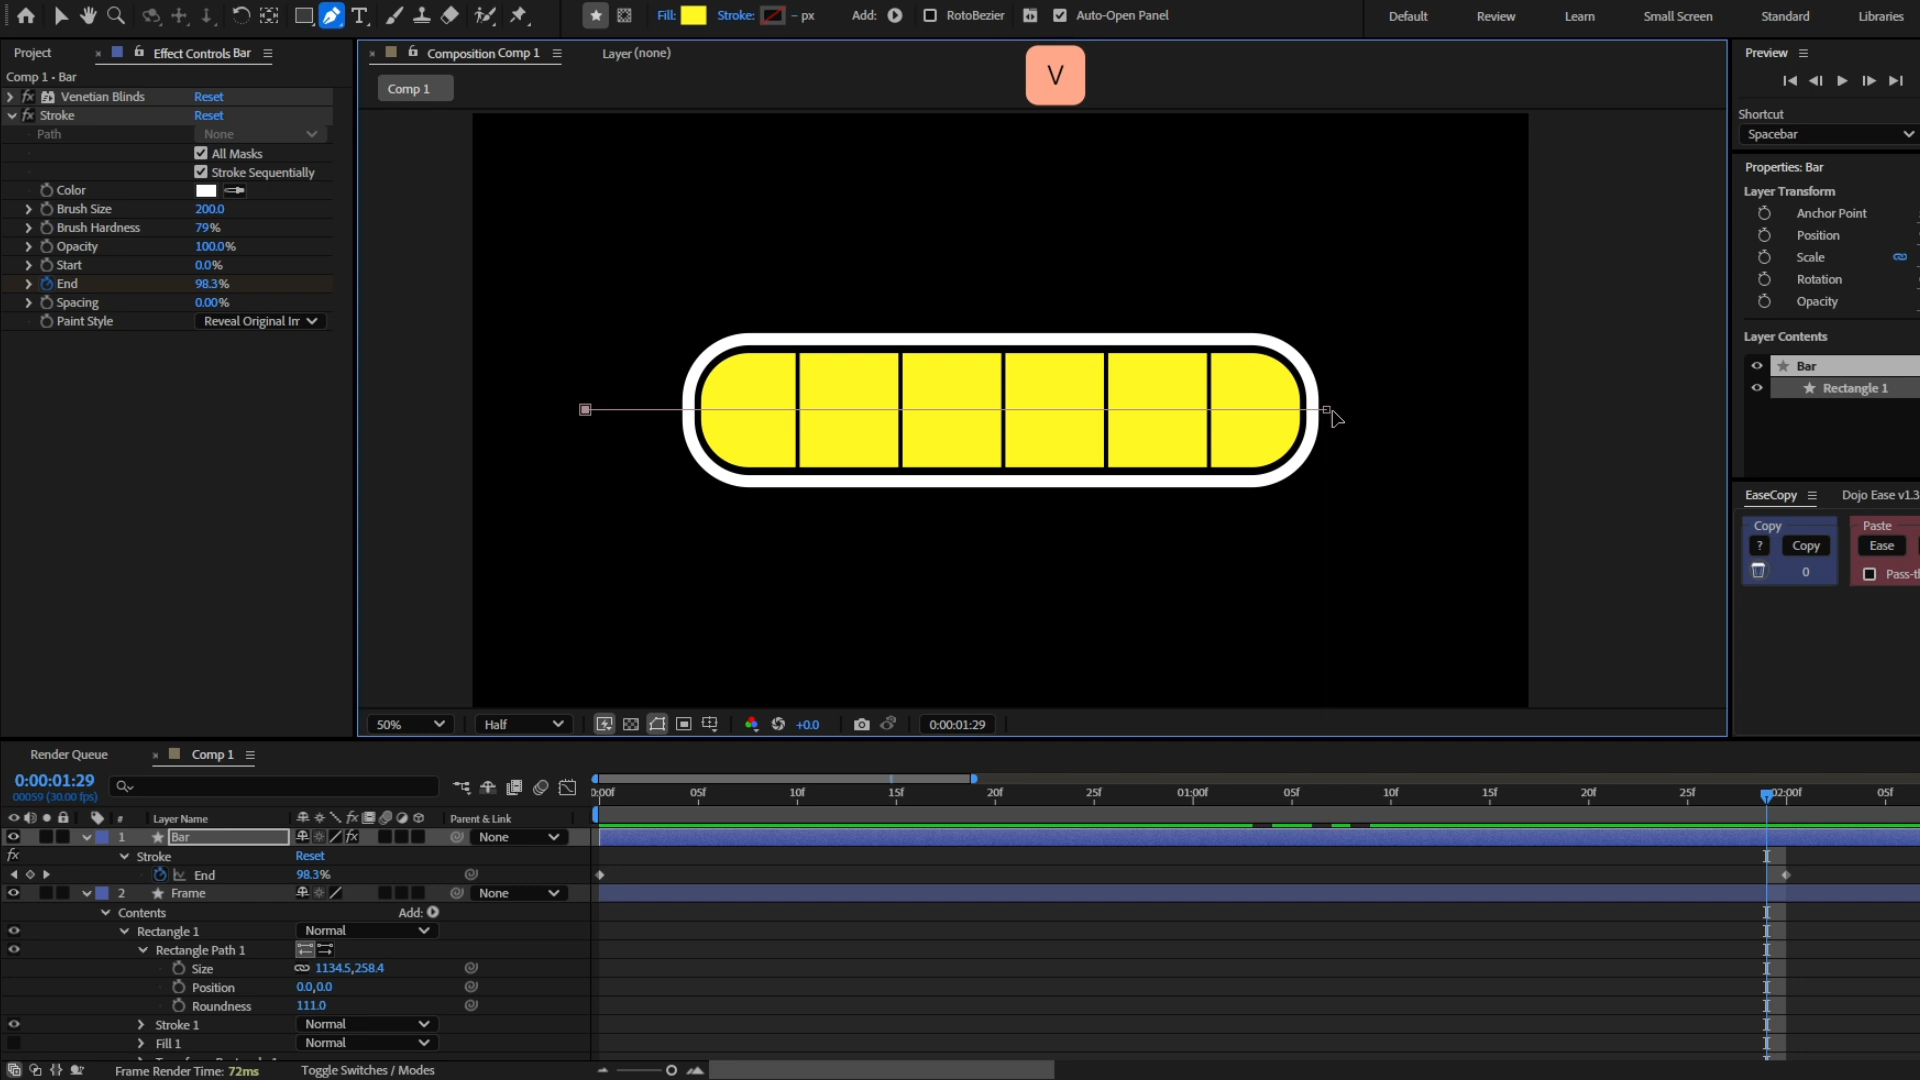 Fill:
Stroke:
– px
Add:
RotoBezier
Auto-Open Panel
Default
Review
Learn
Small Screen
Standard
Libraries
Project
Effect Controls Bar
Comp 1 • Bar
fx
Venetian Blinds
Reset
fx
Stroke
Reset
Path
None
All Masks
Stroke Sequentially
Color
Brush Size
200.0
Brush Hardness
79%
Opacity
100.0%
Start
0.0%
End
98.3%
Spacing
0.00%
Paint Style
Reveal Original Im
Composition Comp 1
Layer (none)
Comp 1
V
50%
Half
+0.0
0:00:01:29
Preview
Shortcut
Spacebar
Properties: Bar
Layer Transform
Anchor Point
Position
Scale
Rotation
Opacity
Layer Contents
Bar
Rectangle 1
EaseCopy
Dojo Ease v1.3
Copy
Paste
?
Copy
Ease
0
Pass-t
Render Queue
Comp 1
0:00:01:29
00059 (30.00 fps)
:00f
05f
10f
15f
20f
25f
01:00f
05f
10f
15f
20f
25f
02:00f
05f
#
Layer Name
fx
Parent & Link
1
Bar
fx
None
fx
Stroke
Reset
End
98.3%
2
Frame
None
Contents
Add:
Rectangle 1
Normal
Rectangle Path 1
Size
1134.5,258.4
Position
0.0,0.0
Roundness
111.0
Stroke 1
Normal
Fill 1
Normal
Frame Render Time: 72ms
Toggle Switches / Modes